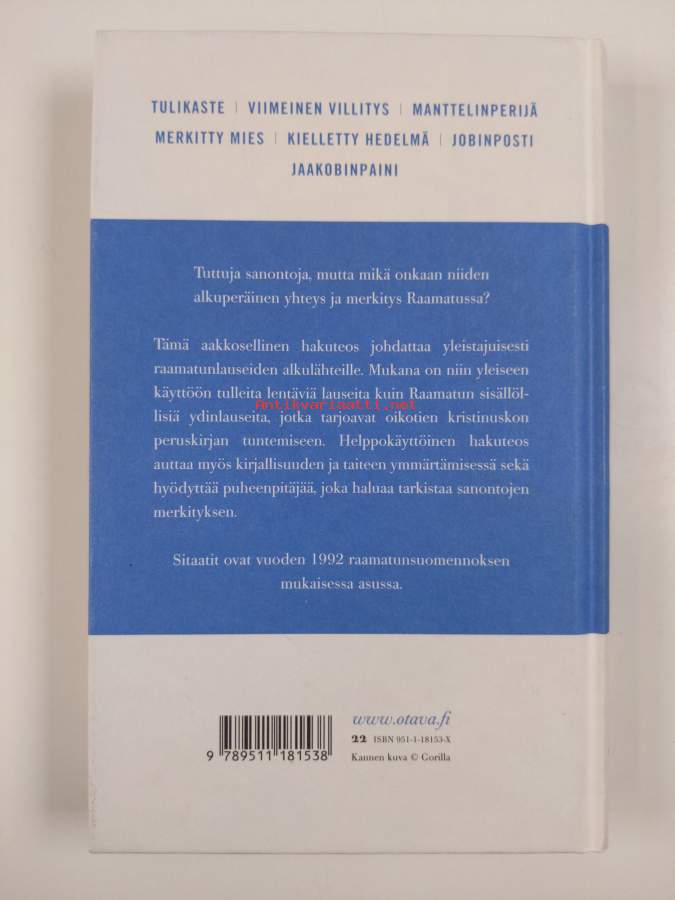 TULIKASTE | VIIMEINEN VILLITYS | MANTTELINPERIJÄ
MERKITTY MIES | KIELLETTY HEDELMÄ | JOBINPOSTI
JAAKOBINPAINI
Tuttuja sanontoja, mutta mikä onkaan niiden
alkuperäinen yhteys ja merkitys Raamatussa?
Tämä aakkosellinen hakuteos johdattaa yleistajuisesti
raamatunlauseiden alkulähteille. Mukana on niin yleiseen
käyttöön tulleita lentäviä lauseita kuin Raamatun sisällöl-
Antikvariaatti.net
lisiä ydinlauseita, jotka tarjoavat oikotien kristinuskon
peruskirjan tuntemiseen. Helppokäyttöinen hakuteos
auttaa myös kirjallisuuden ja taiteen ymmärtämisessä sekä
hyödyttää puheenpitäjää, joka haluaa tarkistaa sanontojen
merkityksen.
Sitaatit ovat vuoden 1992 raamatunsuomennoksen
mukaisessa asussa.
www.otava.fi
22 ISBN 951-1-18153-X
Kannen kuva © Gorilla
9 789511 181538